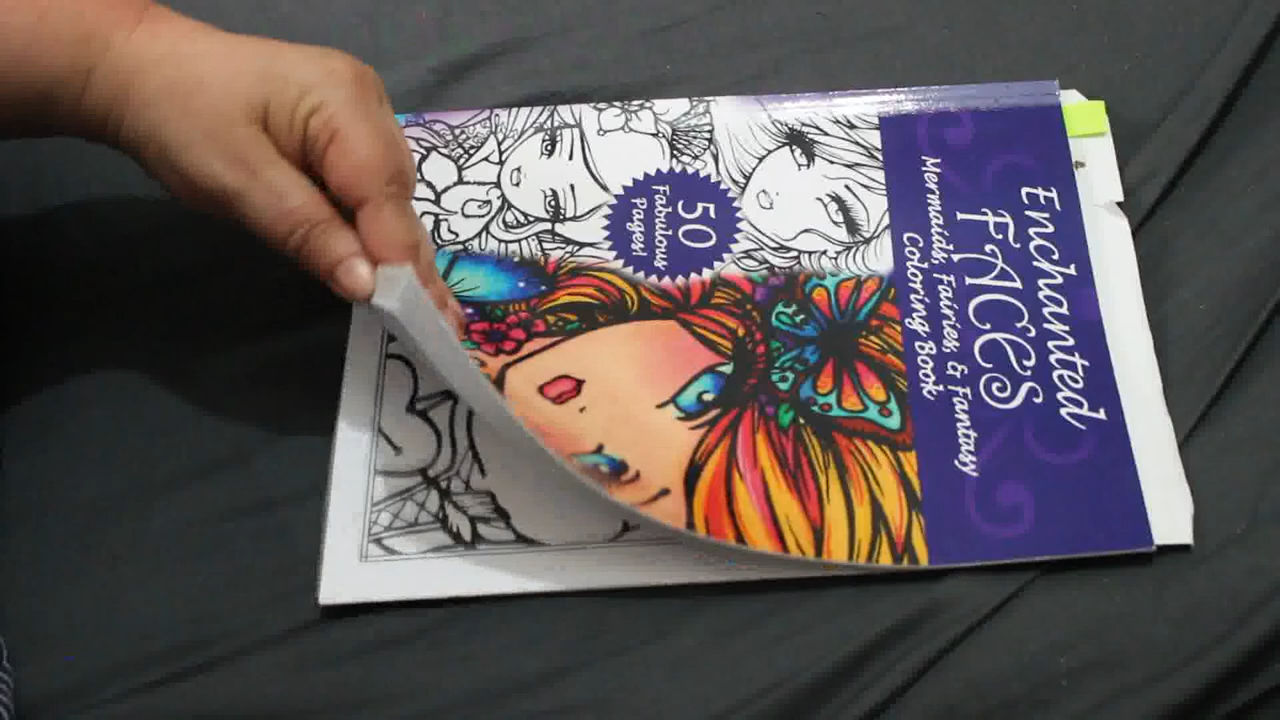 Enchanted
FACES
Mermaids, Fairies, & Fantasy
Coloring Book
50
Fabulous
Pages!